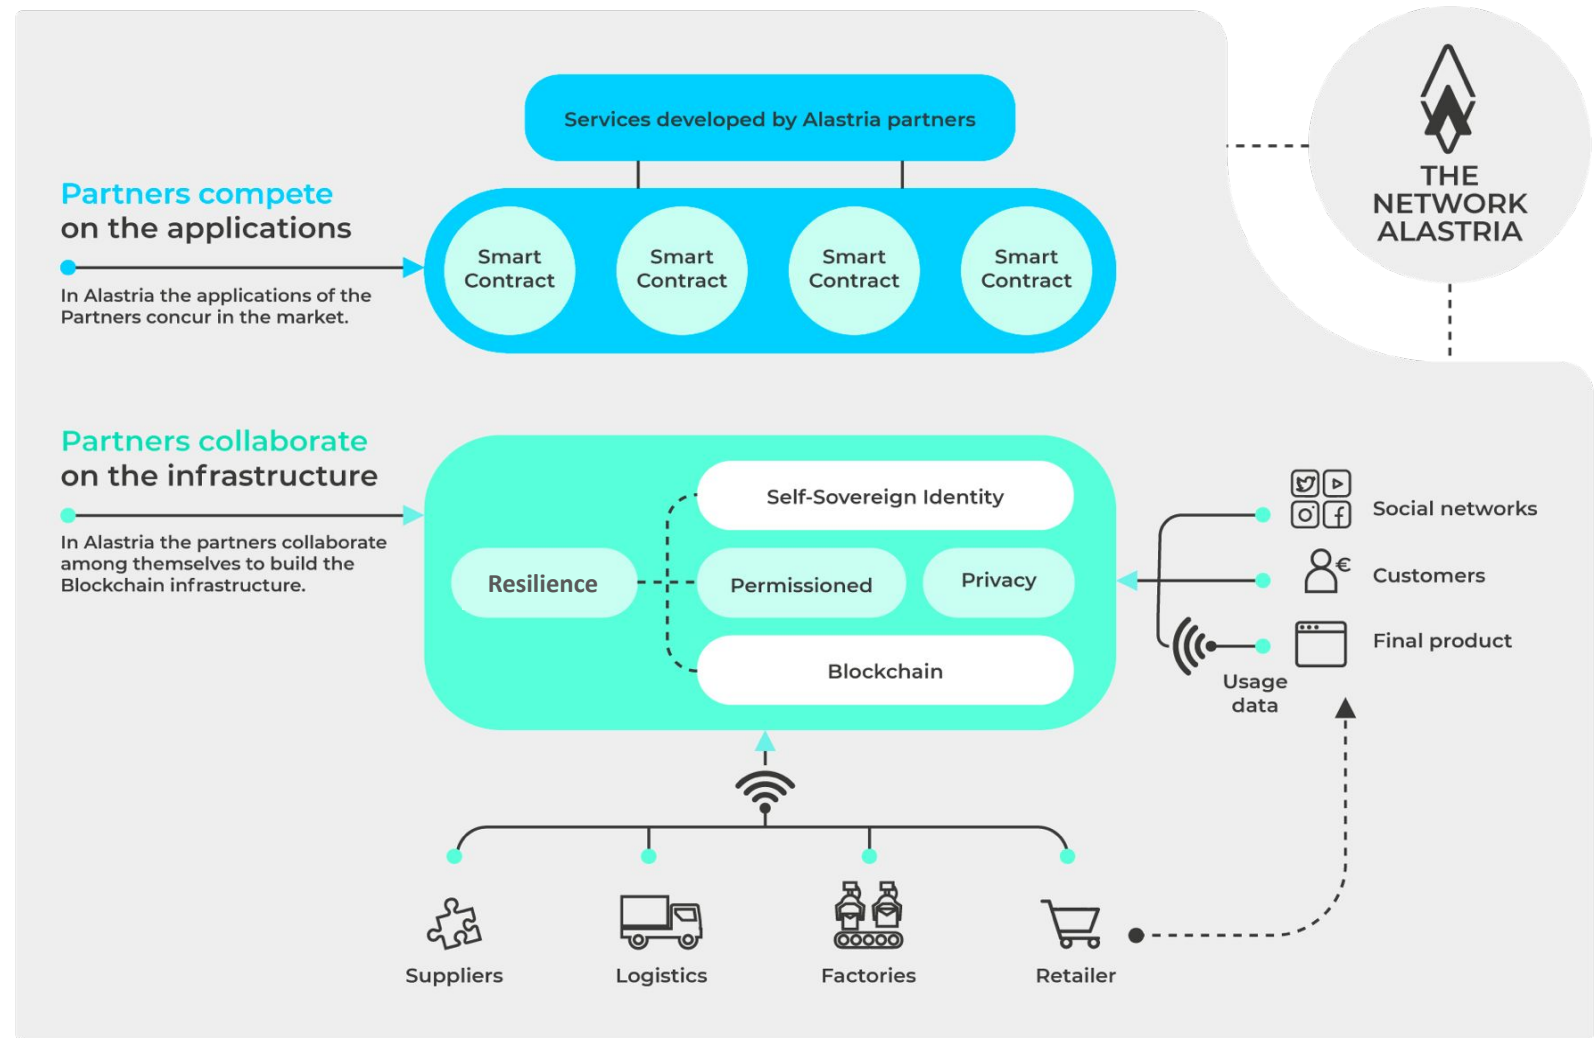 Services developed by Alastria partners
THE
NETWORK
ALASTRIA
Partners compete
on the applications
In Alastria the applications of the
Partners concur in the market.
Smart
Contract
Smart
Contract
Smart
Contract
Smart
Contract
Partners collaborate
on the infrastructure
In Alastria the partners collaborate
among themselves to build the
Blockchain infrastructure.
Resilience
Self-Sovereign Identity
Permissioned
Privacy
Blockchain
Social networks
€
Customers
Final product
Usage
data
Suppliers
Logistics
Factories
Retailer